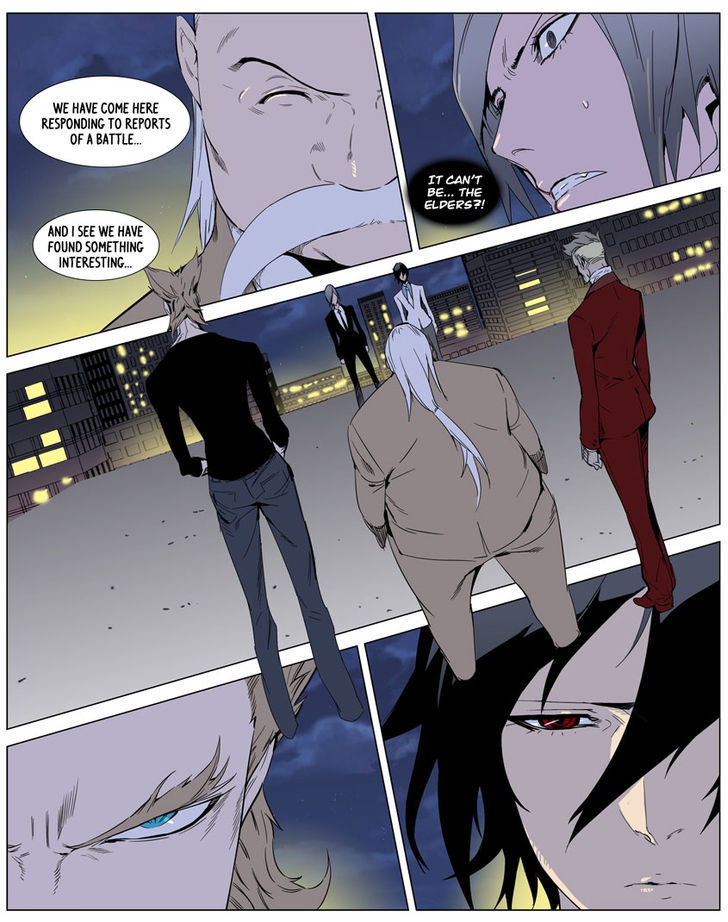 WE HAVE COME HERE
RESPONDING TO REPORTS
OF A BATTLE...
AND I SEE WE HAVE
FOUND SOMETHING
INTERESTING...
IT CAN'T
BE... THE
ELDERS?!